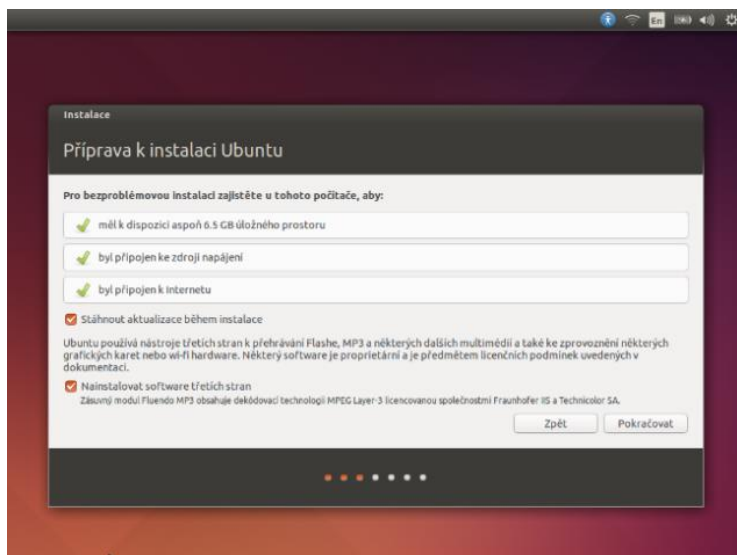 En
Instalace
Příprava k instalaci Ubuntu
Pro bezproblémovou instalaci zajistěte u tohoto počítače, aby:
měl k dispozici aspoň 6.5 GB úložného prostoru
byl připojen ke zdroji napájení
byl připojen k Internetu
Stáhnout aktualizace během instalace
Ubuntu používá nástroje třetích stran k přehrávání Flashe, MP3 a některých dalších multimédií a také ke zprovoznění některých
grafických karet nebo wi-fi hardware. Některý software je proprietární a je předmětem licenčních podmínek uvedených v
dokumentaci.
Nainstalovat software třetích stran
Zásuvný modul Fluendo MP3 obsahuje dekódovací technologii MPEG Layer-3 licencovanou společnostmi Fraunhofer IIS a Technicolor SA.
Zpět Pokračovat